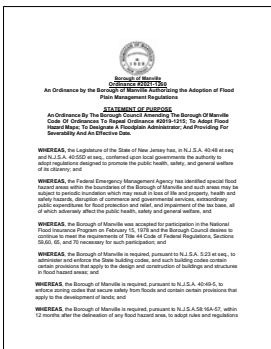 Borough of Manville
Ordinance #2021-1260
An Ordinance by the Borough of Manville Authorizing the Adoption of Flood
Plain Management Regulations
STATEMENT OF PURPOSE
An Ordinance By The Borough Council Amending The Borough Of Manville
Code Of Ordinances To Repeal Ordinance #2019-1215; To Adopt Flood
Hazard Maps; To Designate A Floodplain Administrator; And Providing For
Severability And An Effective Date.
WHEREAS, the Legislature of the State of New Jersey has, in N.J.S.A. 40:48 et seq
and N.J.S.A. 40:55D et seq., conferred upon local governments the authority to
adopt regulations designed to promote the public health, safety, and general welfare
of its citizenry; and
WHEREAS, the Federal Emergency Management Agency has identified special flood
hazard areas within the boundaries of the Borough of Manville and such areas may be
subject to periodic inundation which may result in loss of life and property, health and
safety hazards, disruption of commerce and governmental services, extraordinary
public expenditures for flood protection and relief, and impairment of the tax base, all
of which adversely affect the public health, safety and general welfare, and
WHEREAS, the Borough of Manville was accepted for participation in the National
Flood Insurance Program on February 15, 1978 and the Borough Council desires to
continue to meet the requirements of Title 44 Code of Federal Regulations, Sections
59,60, 65, and 70 necessary for such participation; and
WHEREAS, the Borough of Manville is required, pursuant to N.J.S.A. 5:23 et seq., to
administer and enforce the State building codes, and such building codes contain
certain provisions that apply to the design and construction of buildings and structures
in flood hazard areas; and
WHEREAS, the Borough of Manville is required, pursuant to N.J.S.A. 40:49-5, to
enforce zoning codes that secure safety from floods and contain certain provisions that
apply to the development of lands; and
WHEREAS, the Borough of Manville is required, pursuant to N.J.S.A.58:16A-57, within
12 months after the delineation of any flood hazard area, to adopt rules and regulations